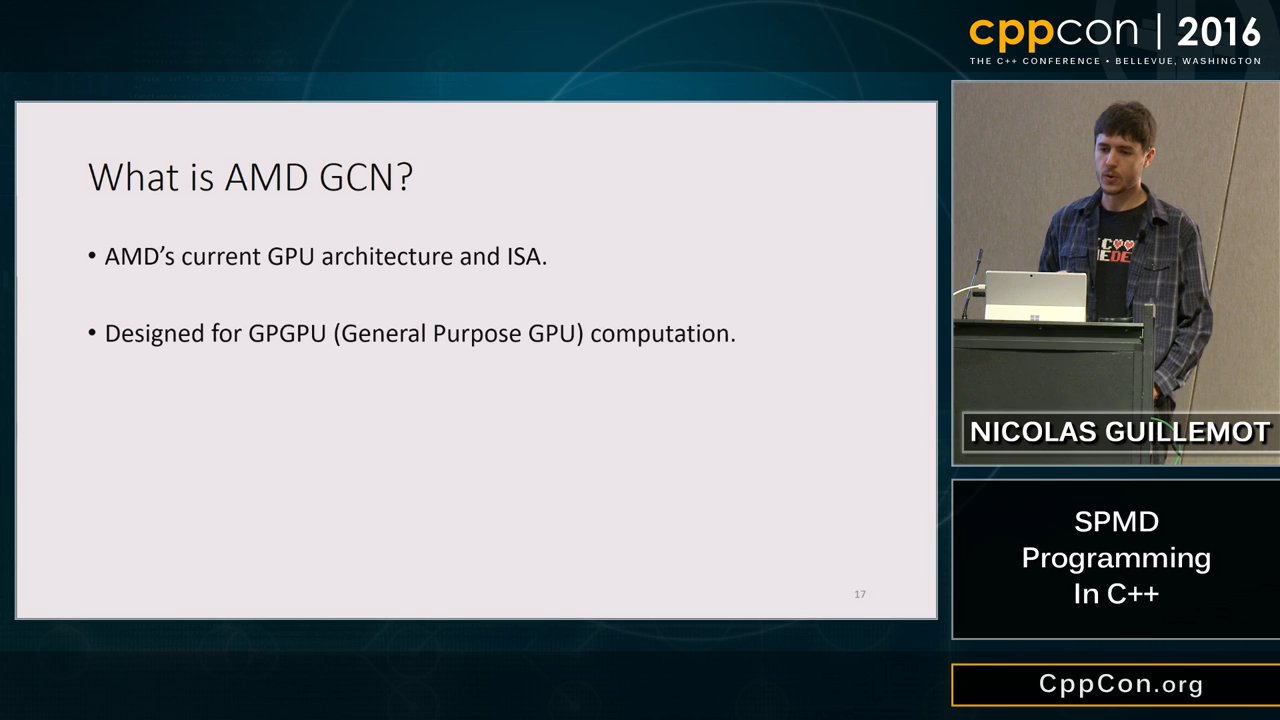 cppcon | 2016
THE C++ CONFERENCE • BELLEVUE, WASHINGTON
What is AMD GCN?
• AMD’s current GPU architecture and ISA.
• Designed for GPGPU (General Purpose GPU) computation.
17
NICOLAS GUILLEMOT
SPMD
Programming
In C++
CppCon.org